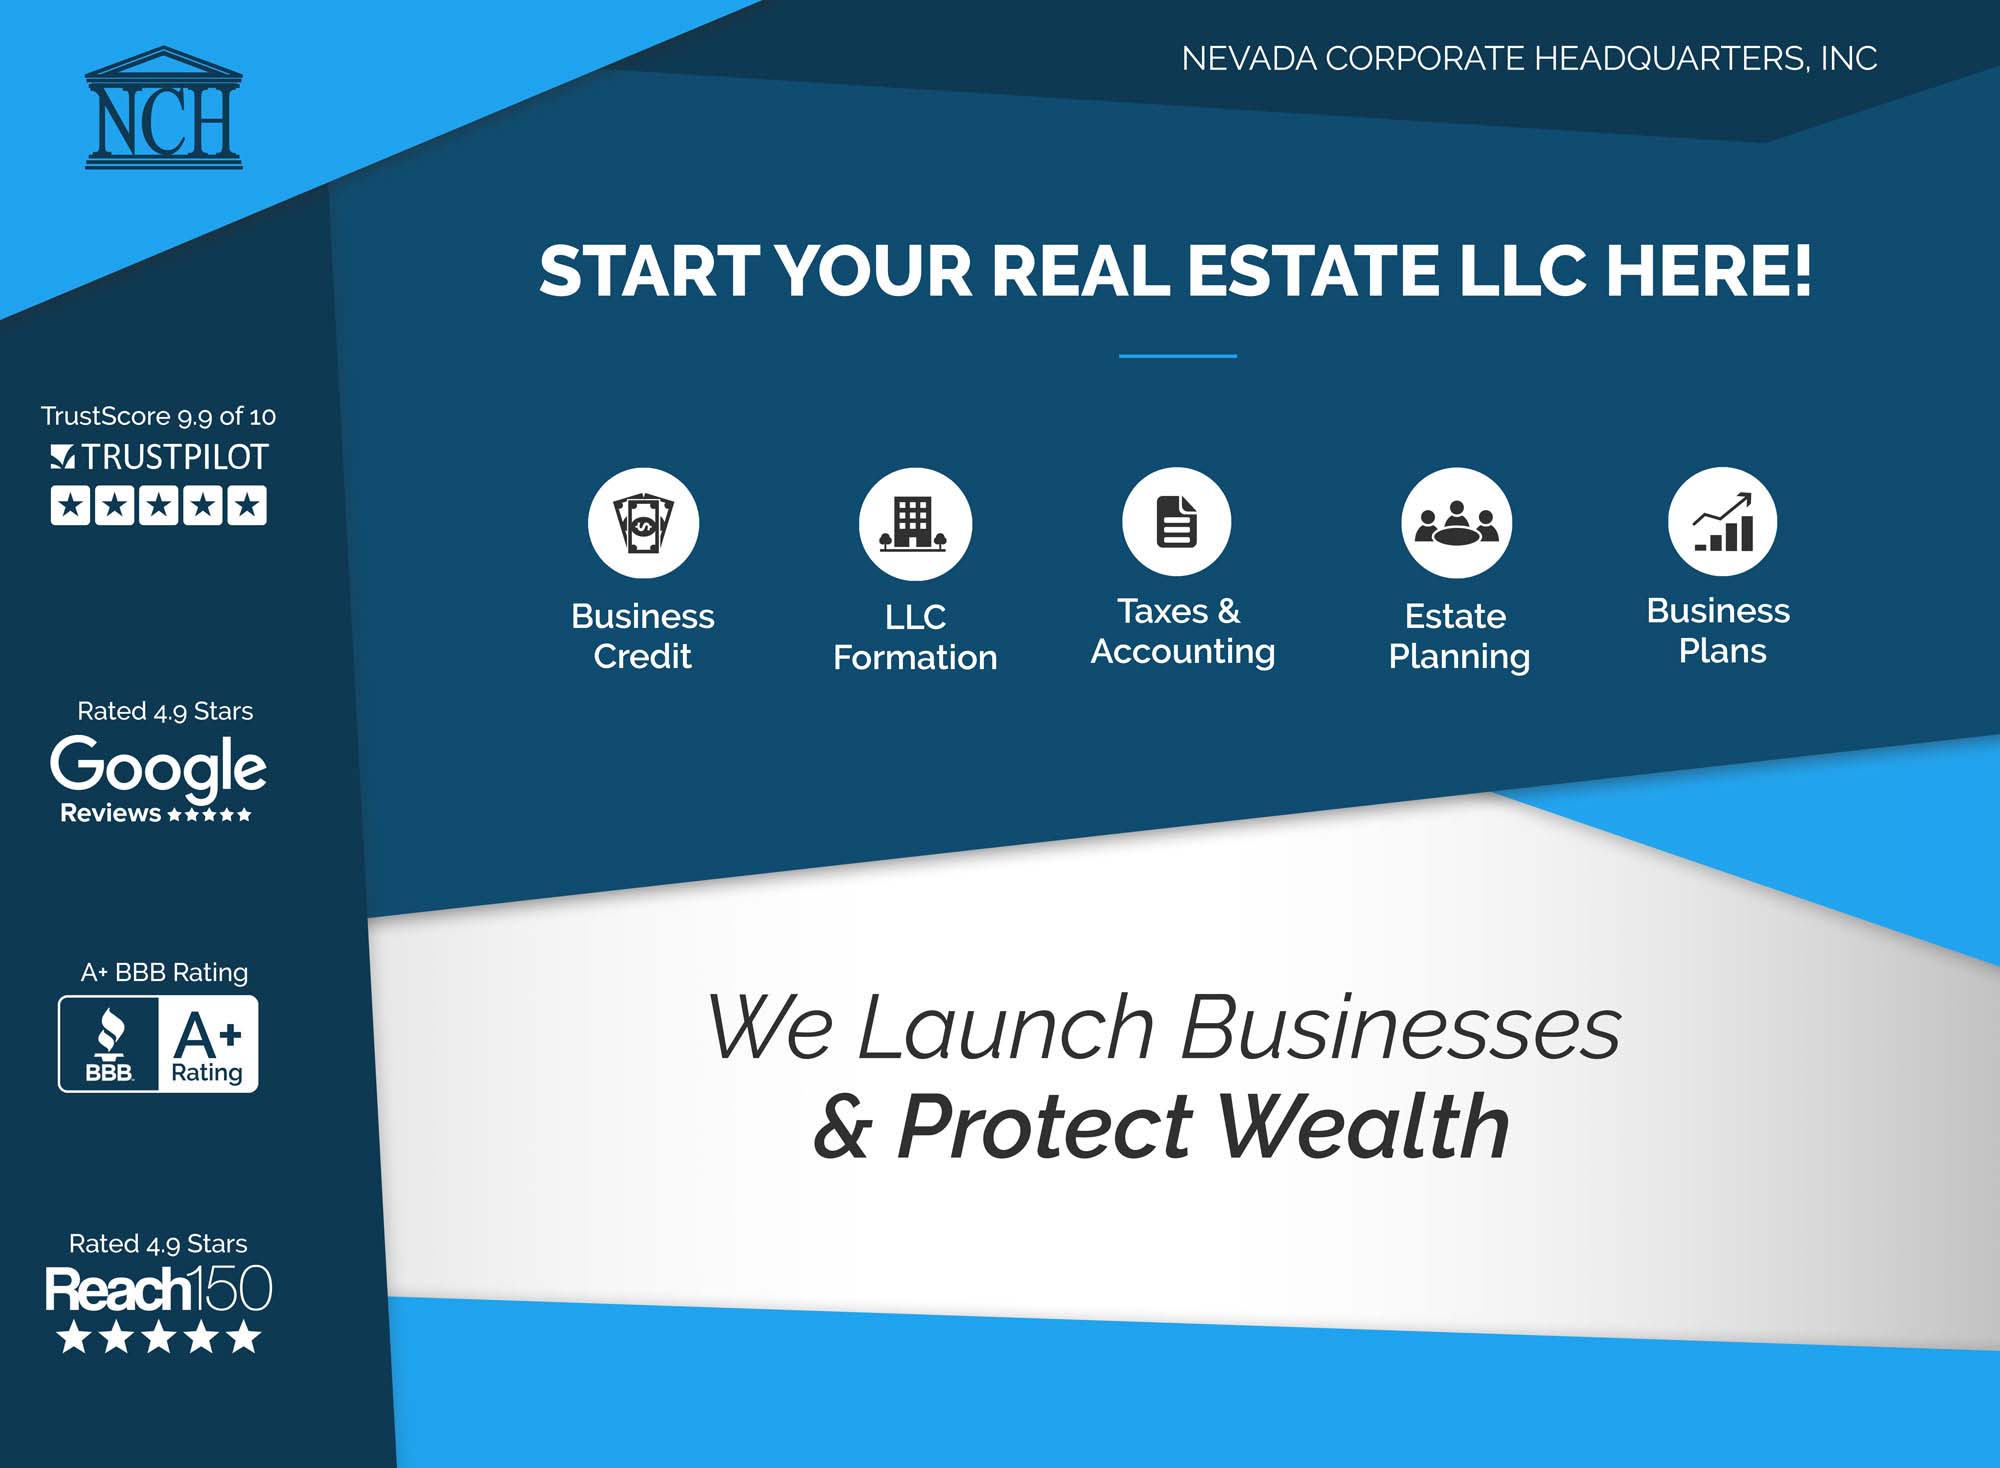 NCH
NEVADA CORPORATE HEADQUARTERS, INC
START YOUR REAL ESTATE LLC HERE!
Business
Credit
LLC
Formation
Taxes &
Accounting
Estate
Planning
Business
Plans
We Launch Businesses
& Protect Wealth
TrustScore 9.9 of 10
TRUSTPILOT
Rated 4.9 Stars
Google
Reviews
A+ BBB Rating
BBB.
A+
Rating
Rated 4.9 Stars
Reach150